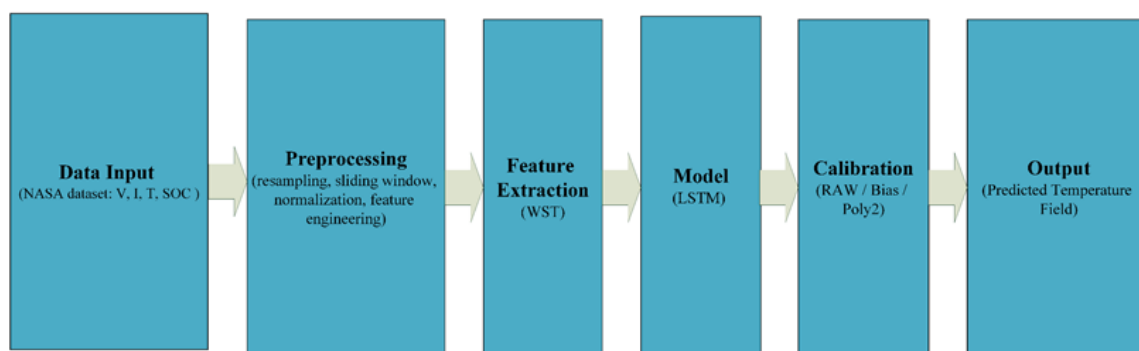 Data Input
(NASA dataset: V, I, T, SOC )
Preprocessing
(resampling, sliding window,
normalization, feature
engineering)
Feature
Extraction
(WST)
Model
(LSTM)
Calibration
(RAW / Bias /
Poly2)
Output
(Predicted Temperature
Field)